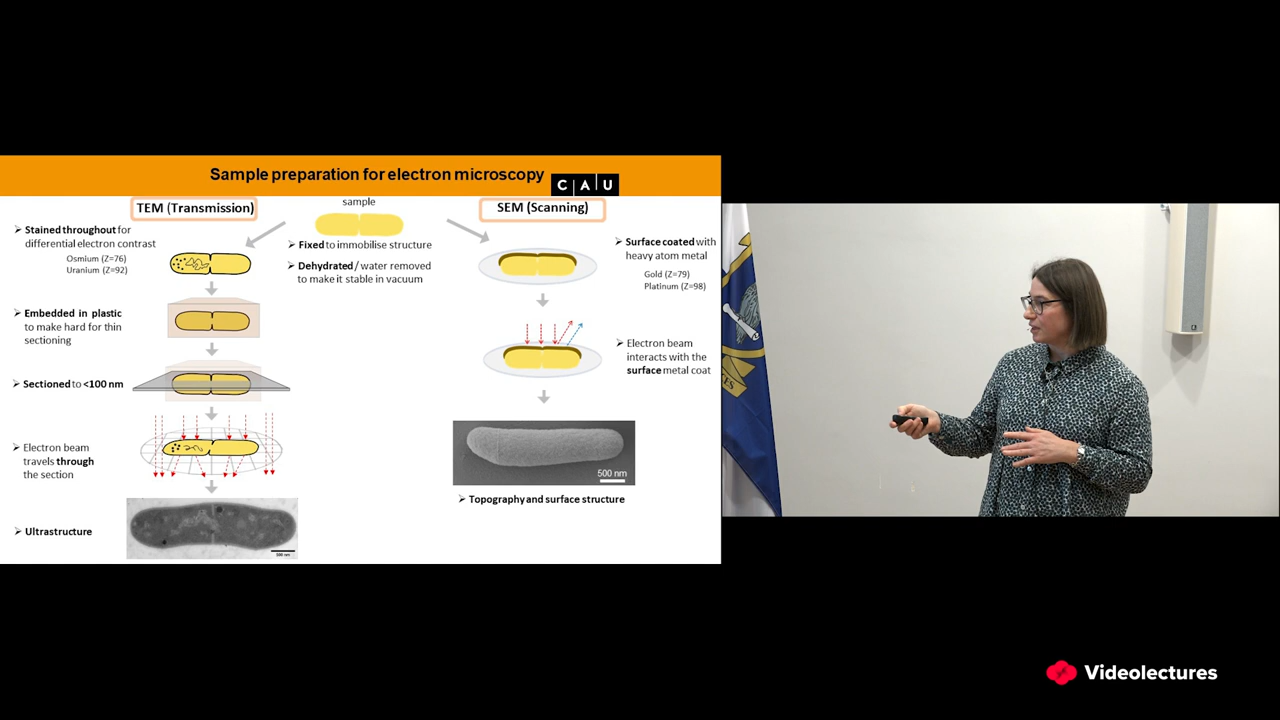 Sample preparation for electron microscopy
C A U
TEM (Transmission)
Stained throughout for
differential electron contrast
Osmium (Z=76)
Uranium (Z=92)
Embedded in plastic
to make hard for thin
sectioning
Sectioned to <100 nm
Electron beam
travels through
the section
Ultrastructure
500 nm
sample
Fixed to immobilise structure
Dehydrated / water removed
to make it stable in vacuum
SEM (Scanning)
Surface coated with
heavy atom metal
Gold (Z=79)
Platinum (Z=98)
Electron beam
interacts with the
surface metal coat
500 nm
Topography and surface structure
Videolectures